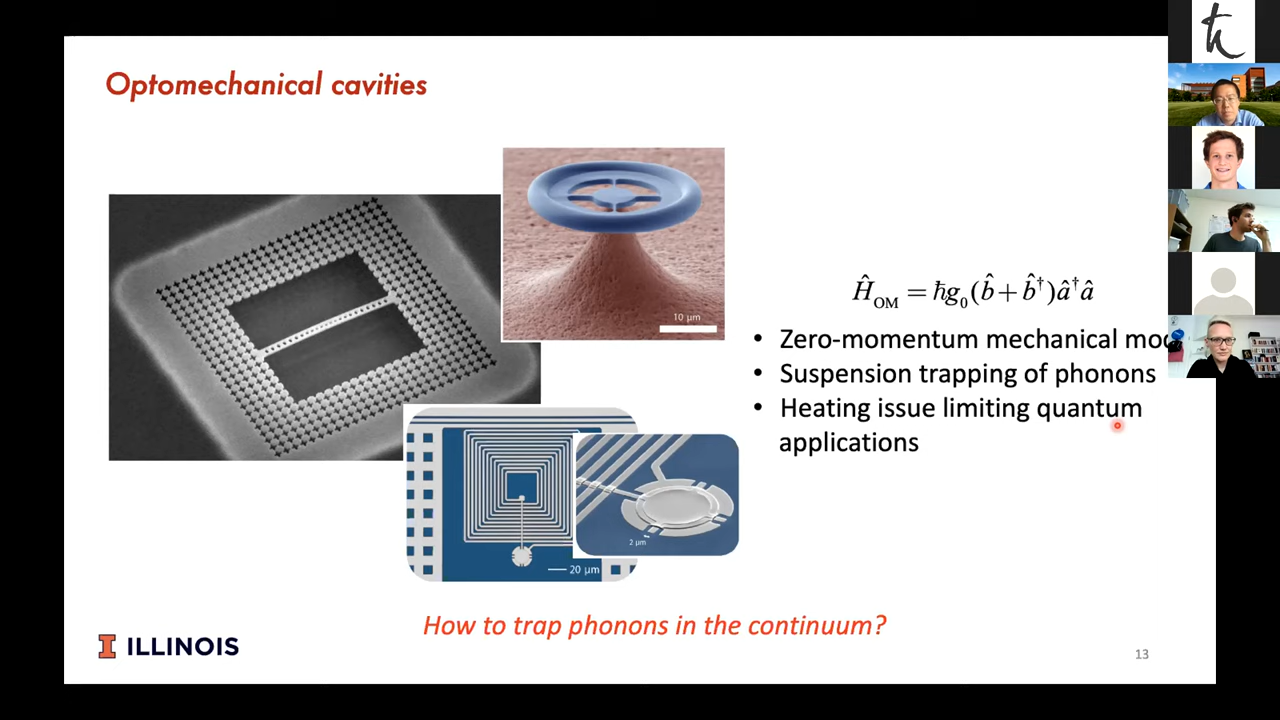 Optomechanical cavities
10 μm
Ĥ_OM = ħg₀(b̂ + b̂†)â†â
• Zero-momentum mechanical mo
• Suspension trapping of phonons
• Heating issue limiting quantum
applications
2 μm
20 μm
How to trap phonons in the continuum?
I ILLINOIS
13
ħ